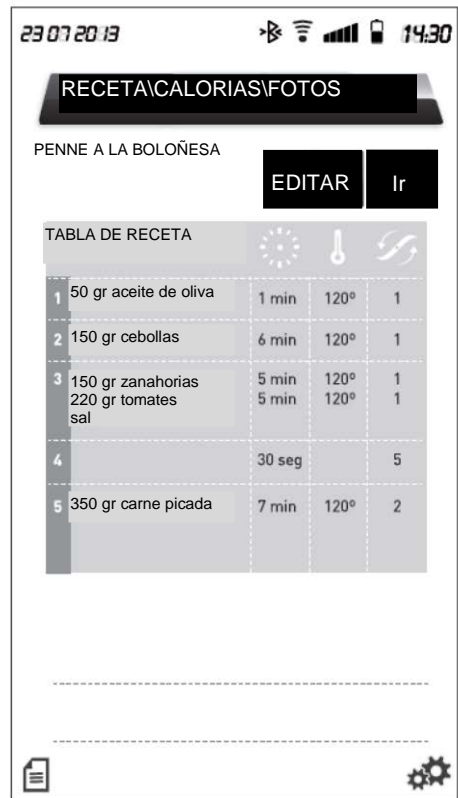 23 07 2013 14:30
RECETA\CALORIAS\FOTOS
PENNE A LA BOLOÑESA
EDITAR Ir
TABLA DE RECETA
1 50 gr aceite de oliva 1 min 120º 1
2 150 gr cebollas 6 min 120º 1
3 150 gr zanahorias 5 min 120º 1
220 gr tomates 5 min 120º 1
sal
4 30 seg 5
5 350 gr carne picada 7 min 120º 2